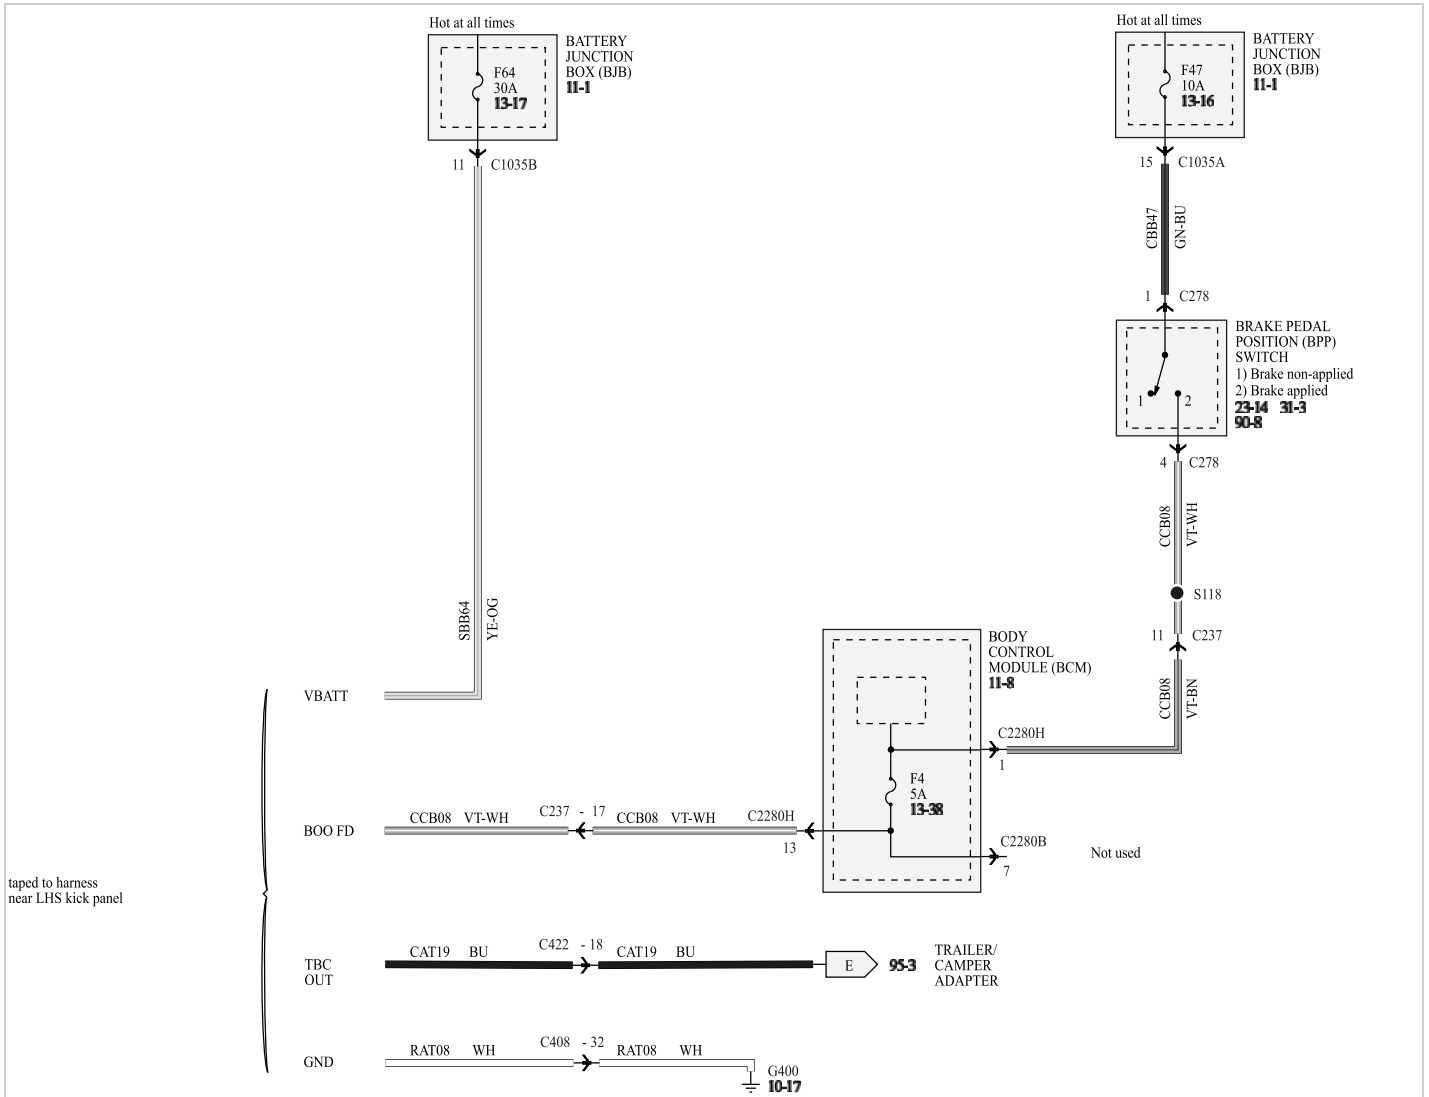 Hot at all times
BATTERY
JUNCTION
BOX (BJB)
11-1
F64
30A
13-17
11 C1035B
SBB64
YE-OG
Hot at all times
BATTERY
JUNCTION
BOX (BJB)
11-1
F47
10A
13-16
15 C1035A
CBB47
GN-BU
1 C278
BRAKE PEDAL
POSITION (BPP)
SWITCH
1) Brake non-applied
2) Brake applied
23-14 31-3
90-8
1 2
4 C278
CCB08
VT-WH
S118
11 C237
CCB08
VT-BN
BODY
CONTROL
MODULE (BCM)
11-8
C2280H
1
F4
5A
13-38
C2280B
7
Not used
VBATT
BOO FD
CCB08 VT-WH C237 - 17 CCB08 VT-WH C2280H
13
taped to harness
near LHS kick panel
TBC
OUT
CAT19 BU C422 - 18 CAT19 BU
E 95-3
TRAILER/
CAMPER
ADAPTER
GND
RAT08 WH C408 - 32 RAT08 WH
G400
10-17